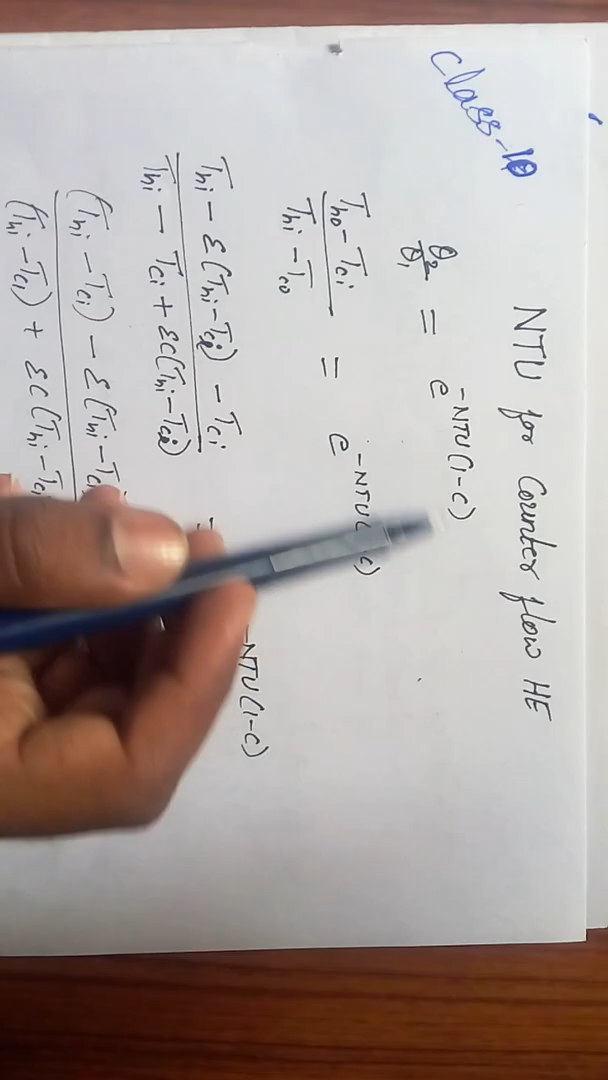 Class-10
NTU for Counter flow HE
θ2/θ1 = e^-NTU(1-C)
(Tho - Tci)/(Thi - Tco) = e^-NTU( C)
(Thi - ε(Thi - Tci) - Tci)/(Thi - Tci + εC(Thi - Tci)) = -NTU(1-C)
((Thi - Tci) - ε(Thi - Tci)/((Thi - Tci) + εC(Thi - Tci